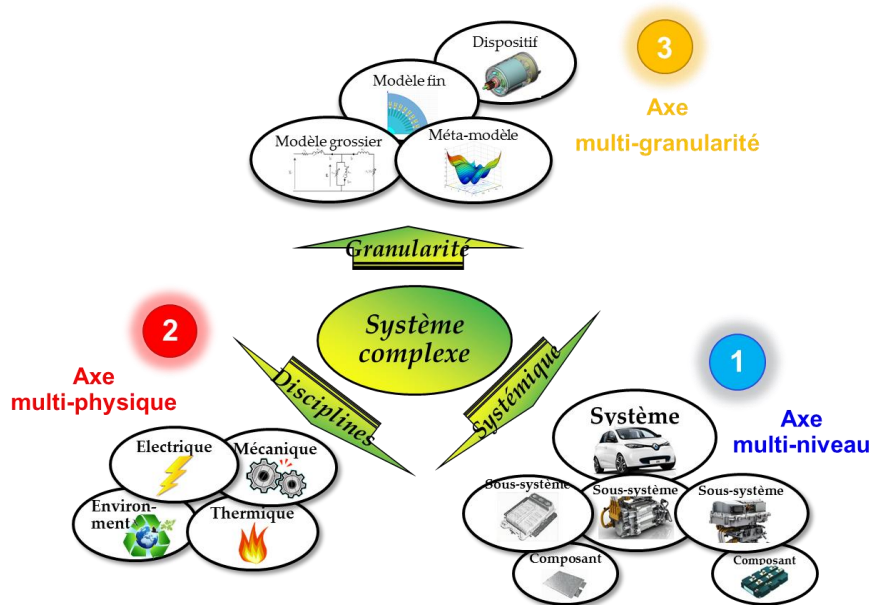 Dispositif
3
Modèle fin
Axe
multi-granularité
Modèle grossier
Méta-modèle
Granularité
Système
complexe
2
Axe
multi-physique
Disciplines
Systémique
1
Axe
multi-niveau
Electrique
Mécanique
Environ-
ment
Thermique
Système
Sous-système
Sous-système
Sous-système
Composant
Composant